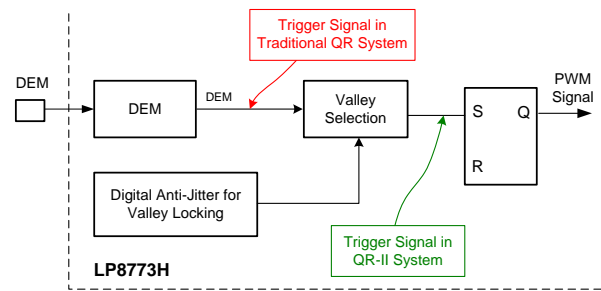 Trigger Signal in
Traditional QR System
DEM
DEM
DEM
Valley
Selection
PWM
Signal
S
Q
R
Digital Anti-Jitter for
Valley Locking
Trigger Signal in
QR-II System
LP8773H